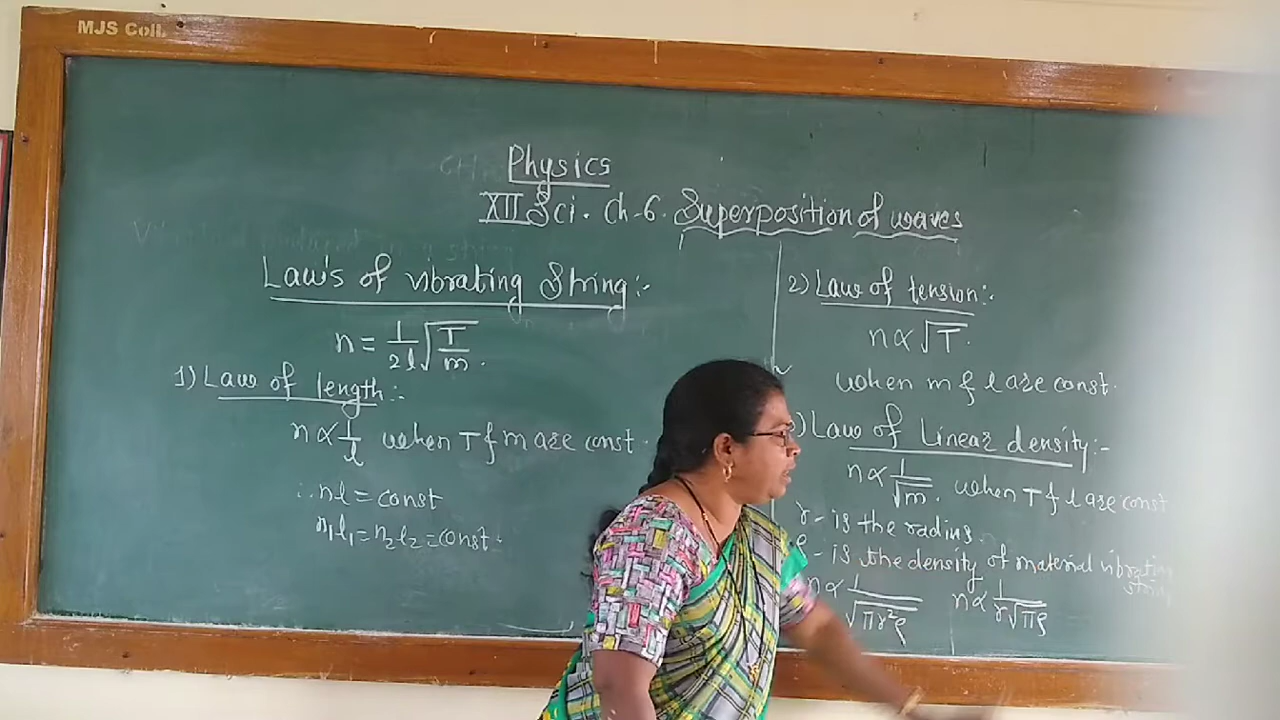 MJS Coll.
Physics
XII Sci. Ch-6. Superposition of waves
Law's of vibrating String:-
n = 1/2l √T/m.
1) Law of length:-
n ∝ 1/l when T & m are const.
∴ nl = const
n₁l₁ = n₂l₂ = const.
2) Law of tension:-
n ∝ √T.
when m & l are const.
) Law of Linear density:-
n ∝ 1/√m. when T & l are const
r - is the radius.
ρ - is the density of material vibrating
string
n ∝ 1/√πr²ρ n ∝ 1/r√πρ